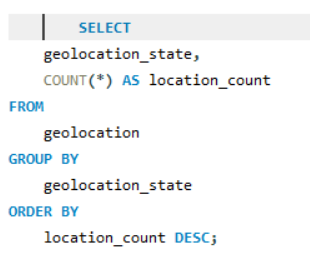 SELECT
geolocation_state,
COUNT(*) AS location_count
FROM
geolocation
GROUP BY
geolocation_state
ORDER BY
location_count DESC;